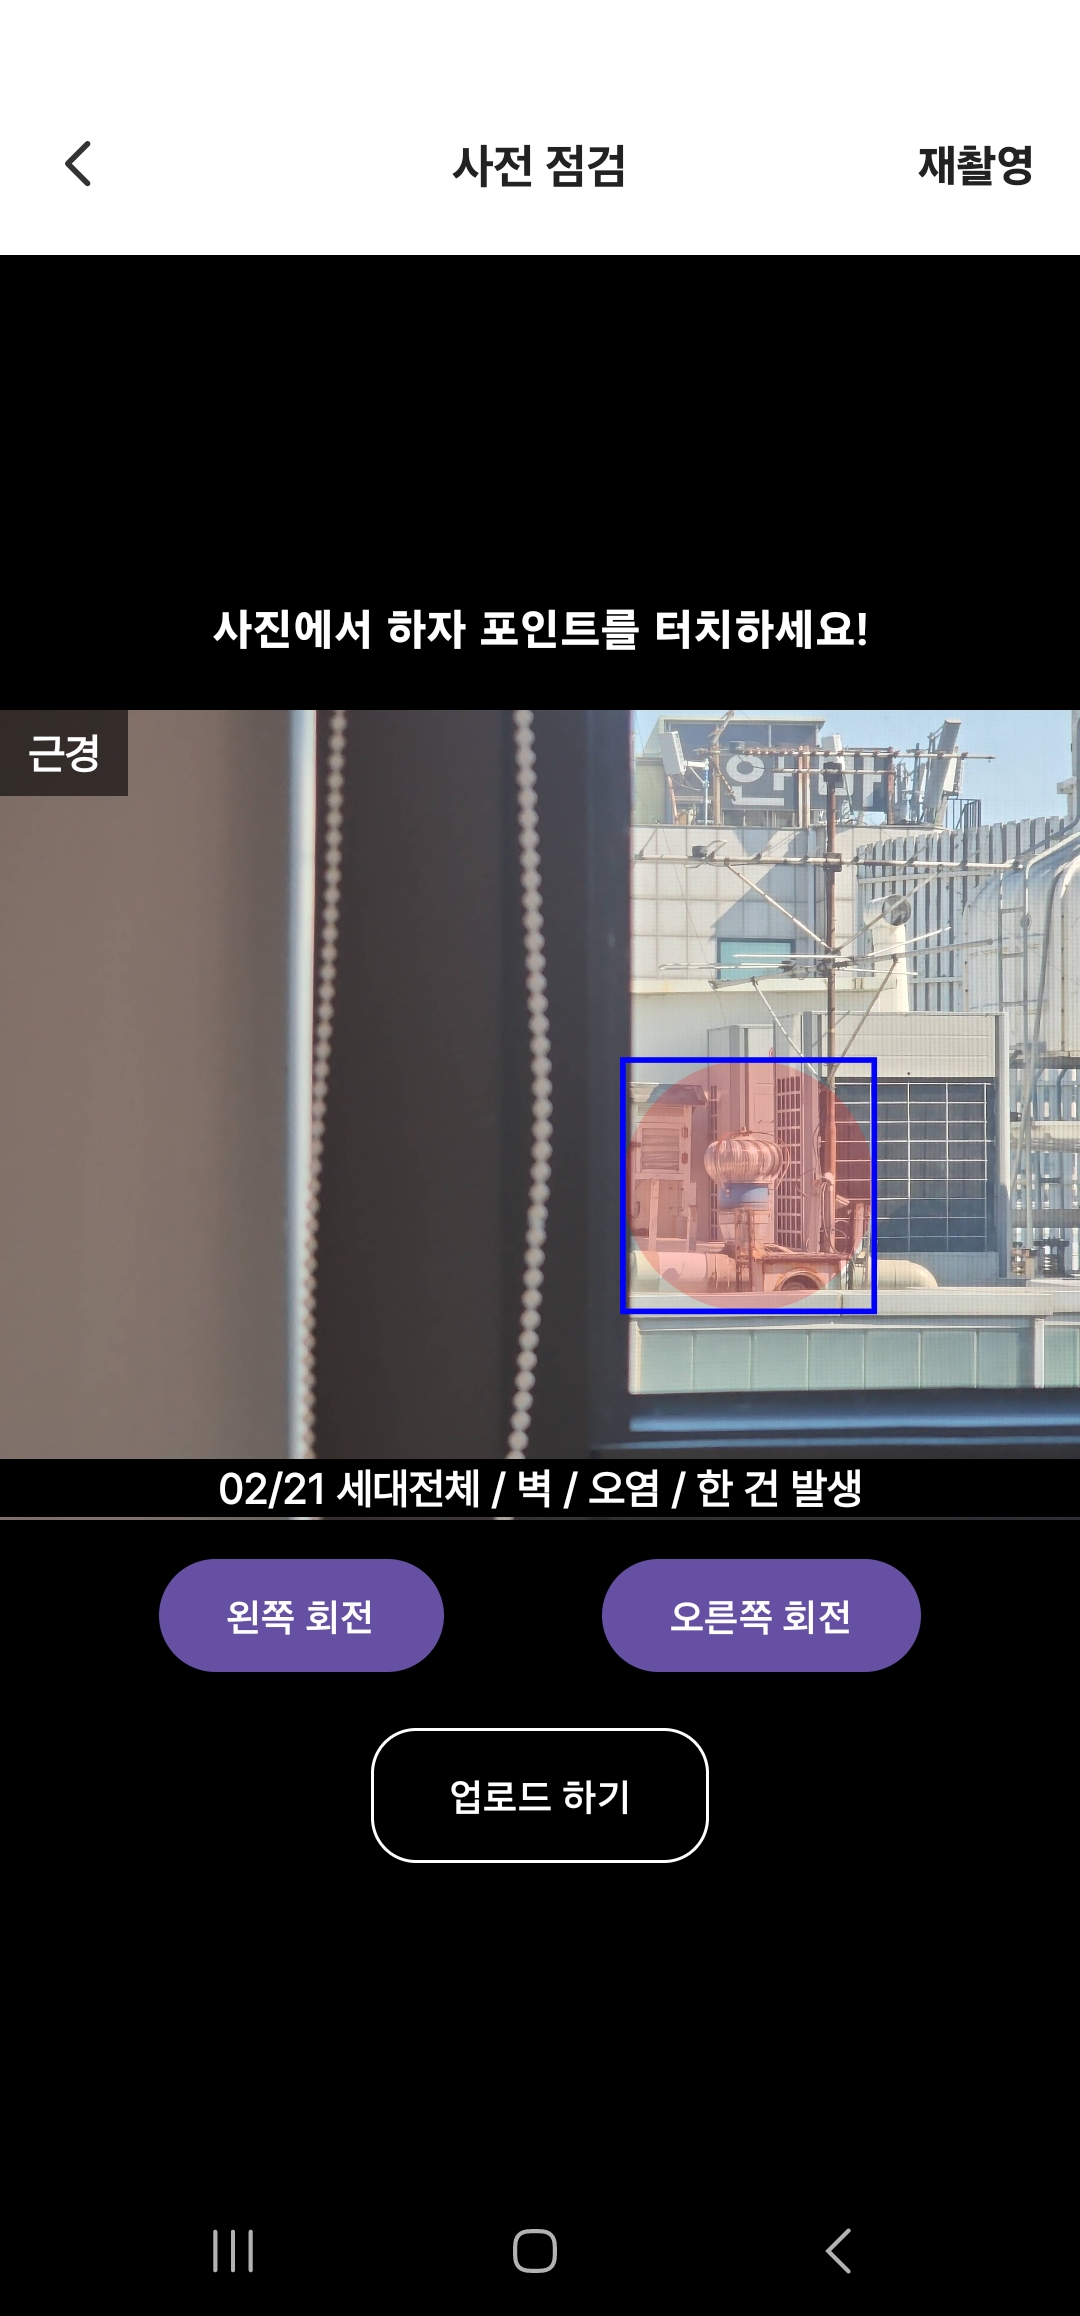 사전 점검
재촬영
사진에서 하자 포인트를 터치하세요!
근경
02/21 세대전체 / 벽 / 오염 / 한 건 발생
왼쪽 회전
오른쪽 회전
업로드 하기